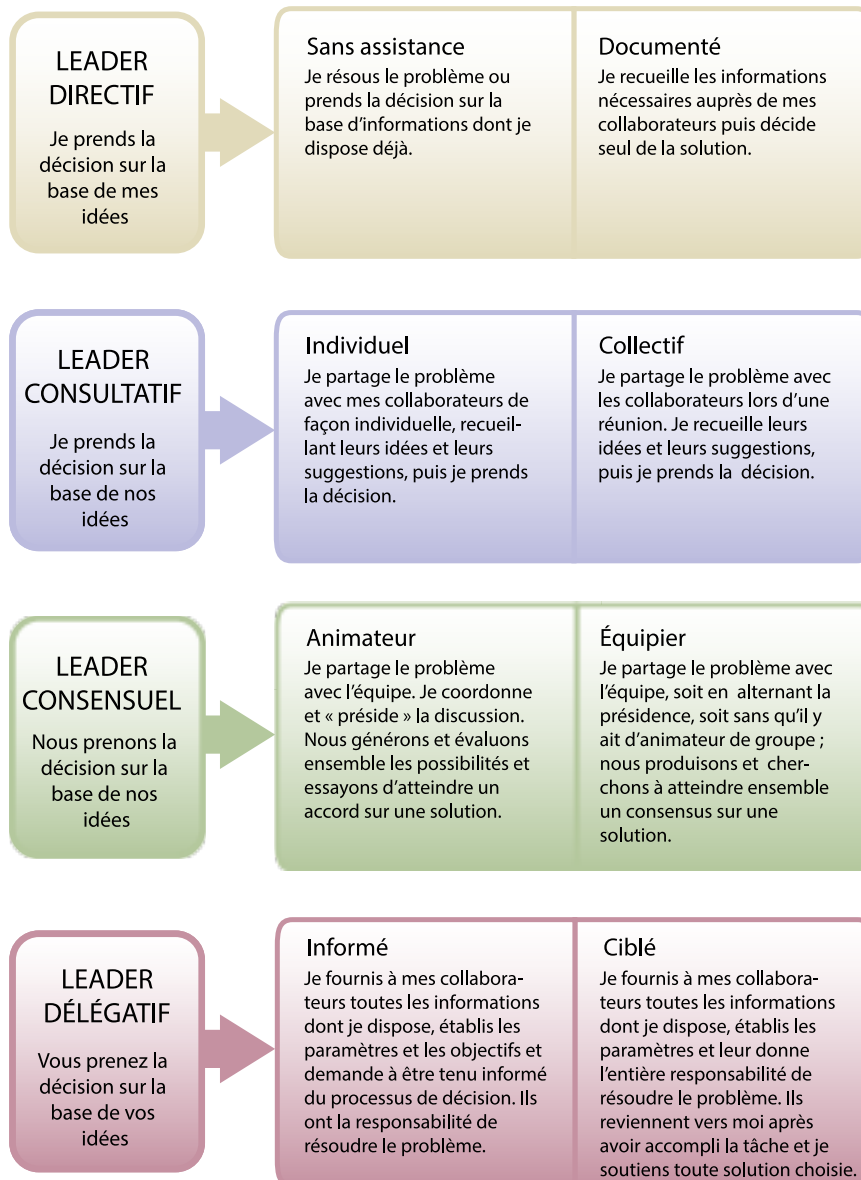 LEADER
DIRECTIF
Je prends la
décision sur la
base de mes
idées
Sans assistance
Je résous le problème ou
prends la décision sur la
base d’informations dont je
dispose déjà.
Documenté
Je recueille les informations
nécessaires auprès de mes
collaborateurs puis décide
seul de la solution.
LEADER
CONSULTATIF
Je prends la
décision sur la
base de nos
idées
Individuel
Je partage le problème
avec mes collaborateurs de
façon individuelle, recueil-
lant leurs idées et leurs
suggestions, puis je prends
la décision.
Collectif
Je partage le problème avec
les collaborateurs lors d’une
réunion. Je recueille leurs
idées et leurs suggestions,
puis je prends la décision.
LEADER
CONSENSUEL
Nous prenons la
décision sur la
base de nos
idées
Animateur
Je partage le problème
avec l’équipe. Je coordonne
et « préside » la discussion.
Nous générons et évaluons
ensemble les possibilités et
essayons d’atteindre un
accord sur une solution.
Équipier
Je partage le problème avec
l’équipe, soit en alternant la
présidence, soit sans qu’il y
ait d’animateur de groupe ;
nous produisons et cher-
chons à atteindre ensemble
un consensus sur une
solution.
LEADER
DÉLÉGATIF
Vous prenez la
décision sur la
base de vos
idées
Informé
Je fournis à mes collabora-
teurs toutes les informations
dont je dispose, établis les
paramètres et les objectifs et
demande à être tenu informé
du processus de décision. Ils
ont la responsabilité de
résoudre le problème.
Ciblé
Je fournis à mes collabora-
teurs toutes les informations
dont je dispose, établis les
paramètres et leur donne
l’entière responsabilité de
résoudre le problème. Ils
reviennent vers moi après
avoir accompli la tâche et je
soutiens toute solution choisie.